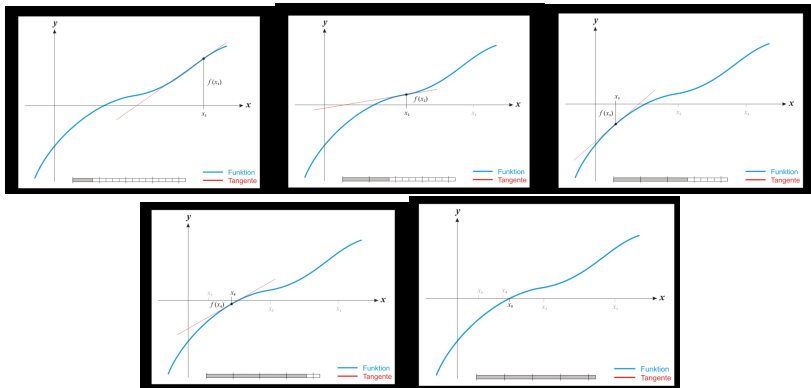 y
f(x₁)
x
x₁
Funktion
Tangente
y
f(x₂)
x
x₂
x₁
Funktion
Tangente
y
x₃
x
f(x₃)
x₂
x₁
Funktion
Tangente
y
x₃
x₄
x
f(x₄)
x₂
x₁
Funktion
Tangente
y
x₃
x₄
x
x₅
x₂
x₁
Funktion
Tangente